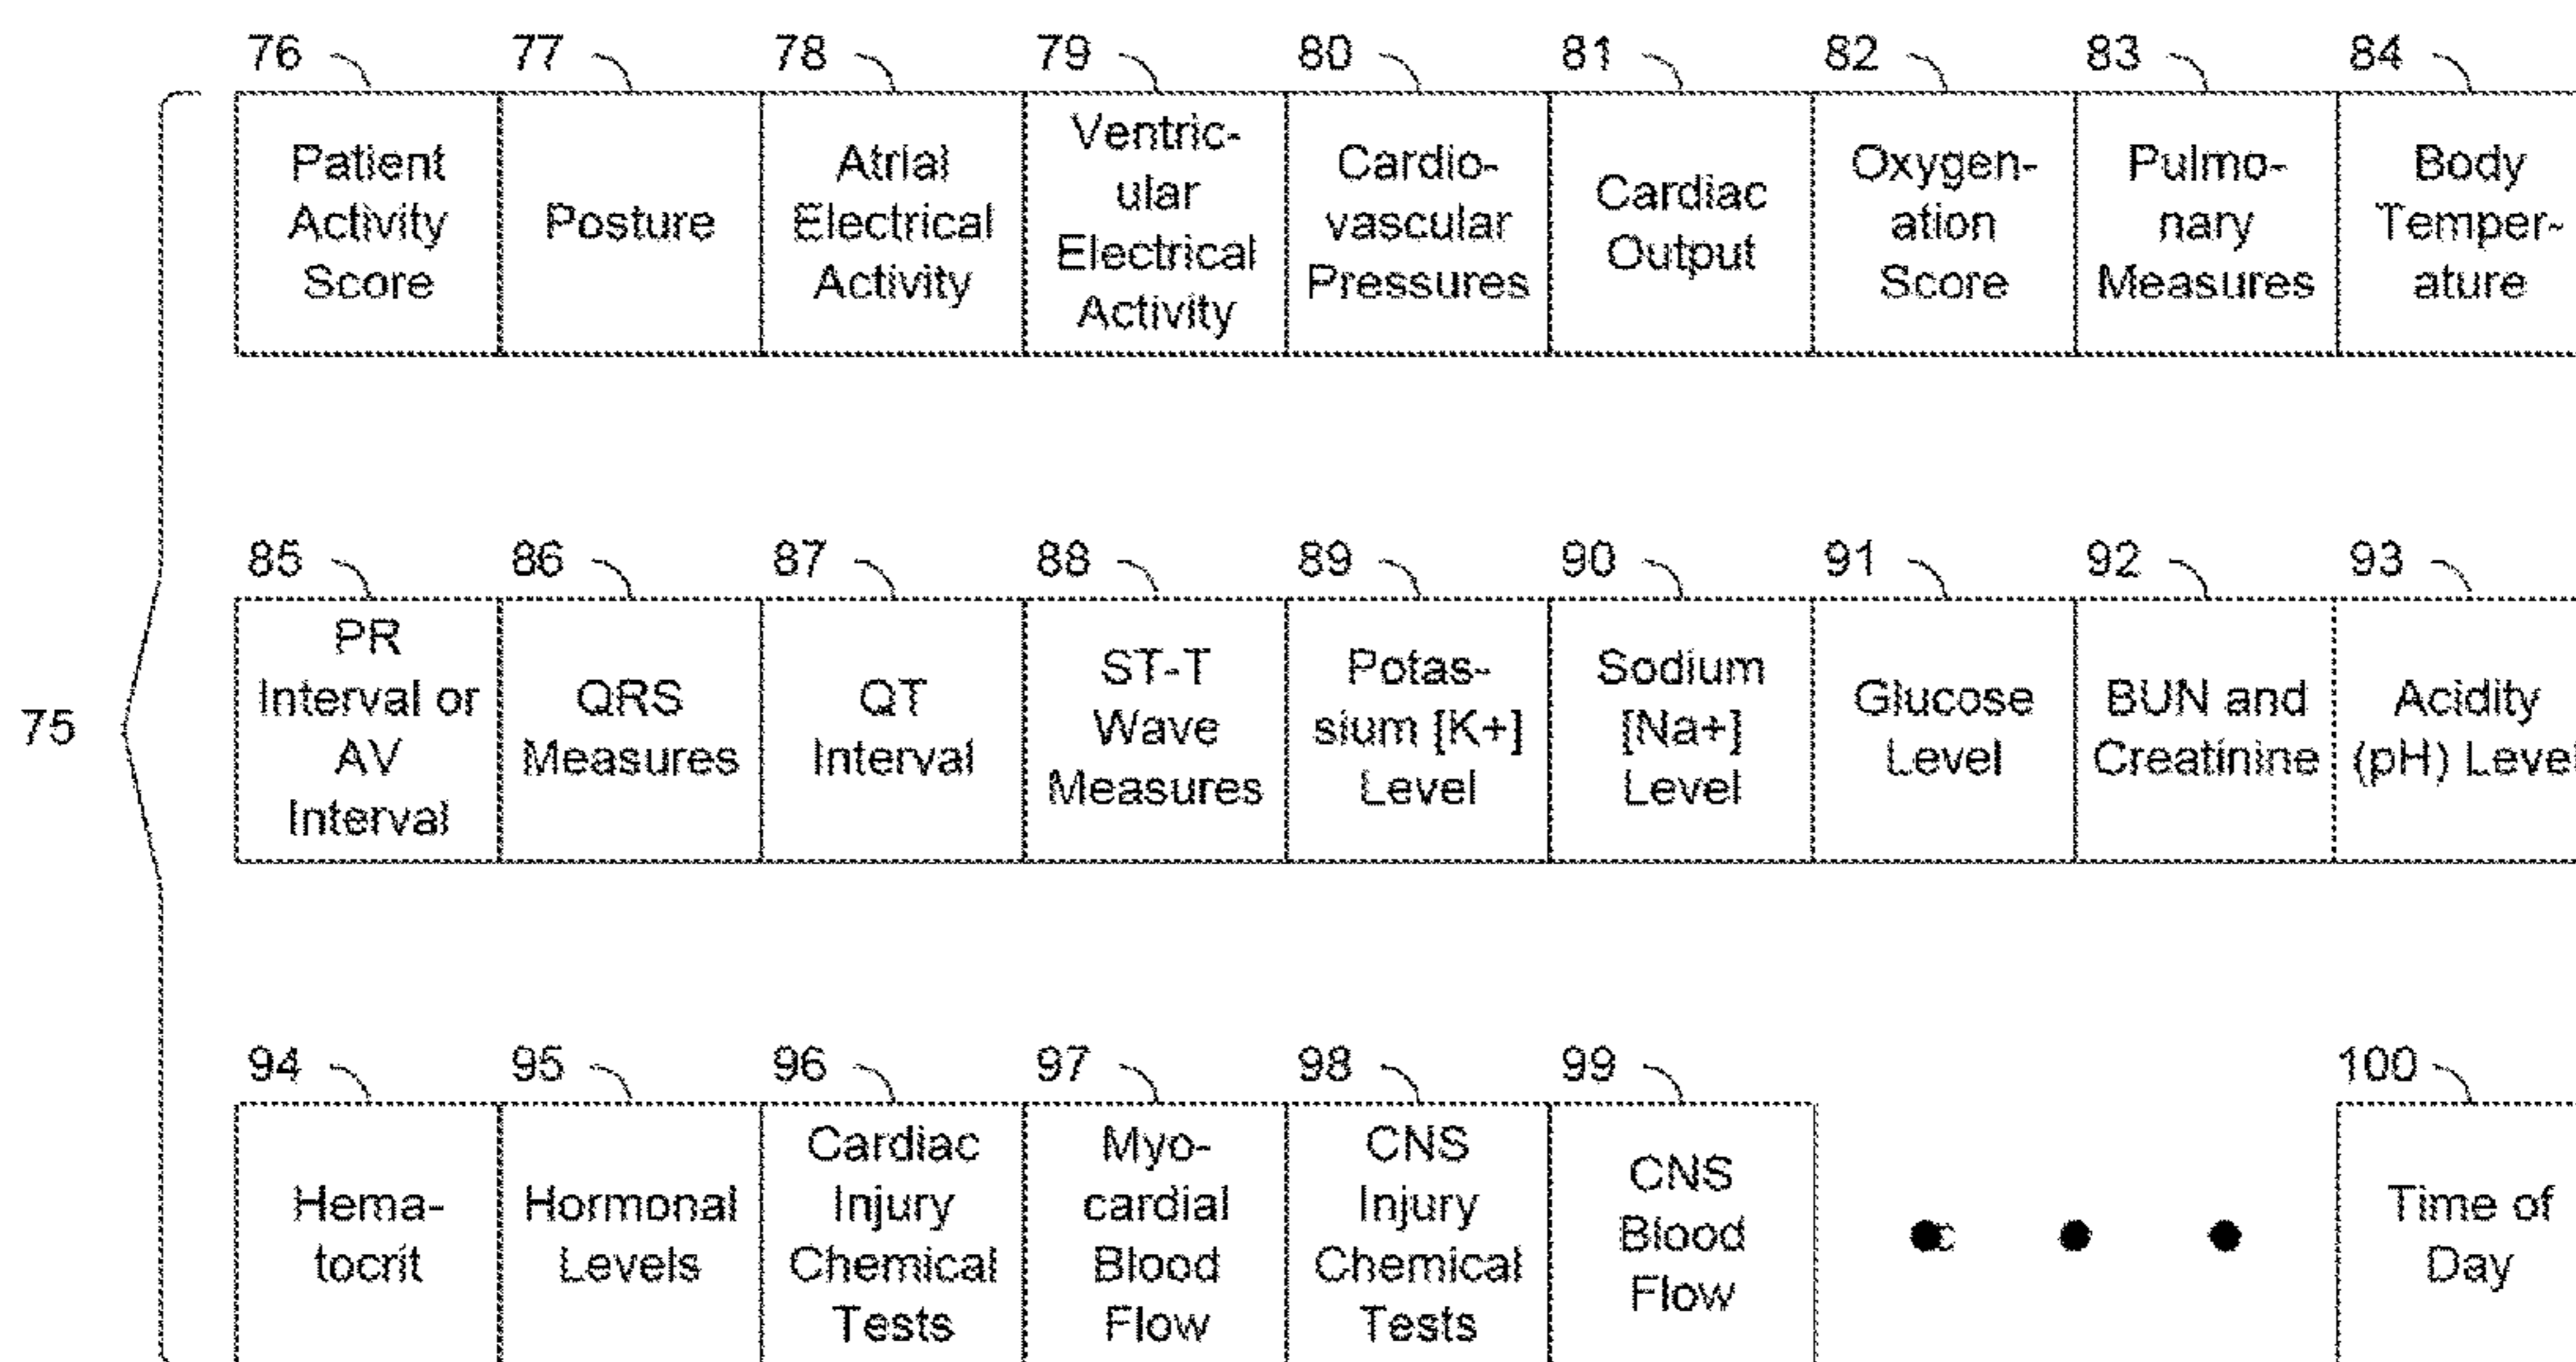 76 77 78 79 80 81 82 83 84
Patient
Activity
Score
Posture
Atrial
Electrical
Activity
Ventric-
ular
Electrical
Activity
Cardio-
vascular
Pressures
Cardiac
Output
Oxygen-
ation
Score
Pulmo-
nary
Measures
Body
Temper-
ature
75
85 86 87 88 89 90 91 92 93
PR
Interval or
AV
Interval
QRS
Measures
QT
Interval
ST-T
Wave
Measures
Potas-
sium [K+]
Level
Sodium
[Na+]
Level
Glucose
Level
BUN and
Creatinine
Acidity
(pH) Level
94 95 96 97 98 99 100
Hema-
tocrit
Hormonal
Levels
Cardiac
Injury
Chemical
Tests
Myo-
cardial
Blood
Flow
CNS
Injury
Chemical
Tests
CNS
Blood
Flow
Time of
Day